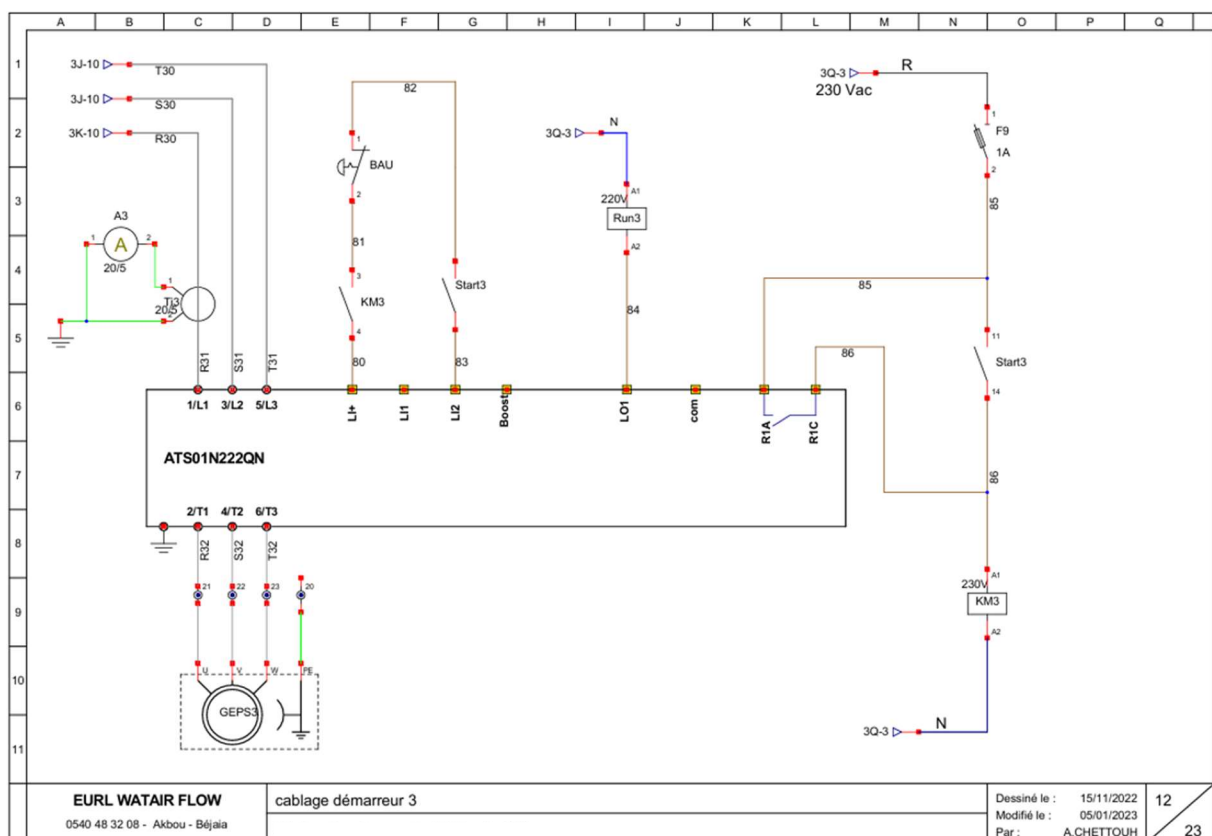 A B C D E F G H I J K L M N O P Q
1
2
3
4
5
6
7
8
9
10
11
3J-10 T30
3J-10 S30
3K-10 R30
A3
1 A 2
20/5
1
Ti3
20/5
2
R31 S31 T31
82
1
BAU
2
81
3
KM3
4
80
Start3
83
3Q-3 N
A1
220V
Run3
A2
84
3Q-3 R
230 Vac
1
F9
1A
2
85
85
11
Start3
14
86
86
A1
230V
KM3
A2
3Q-3 N
1/L1 3/L2 5/L3 LI+ LI1 LI2 Boost LO1 com R1A R1C
ATS01N222QN
2/T1 4/T2 6/T3
R32 S32 T32
21 22 23 20
U V W PE
GEPS3
EURL WATAIR FLOW
0540 48 32 08 - Akbou - Béjaia
cablage démarreur 3
Dessiné le : 15/11/2022
Modifié le : 05/01/2023
Par : A.CHETTOUH
12
23